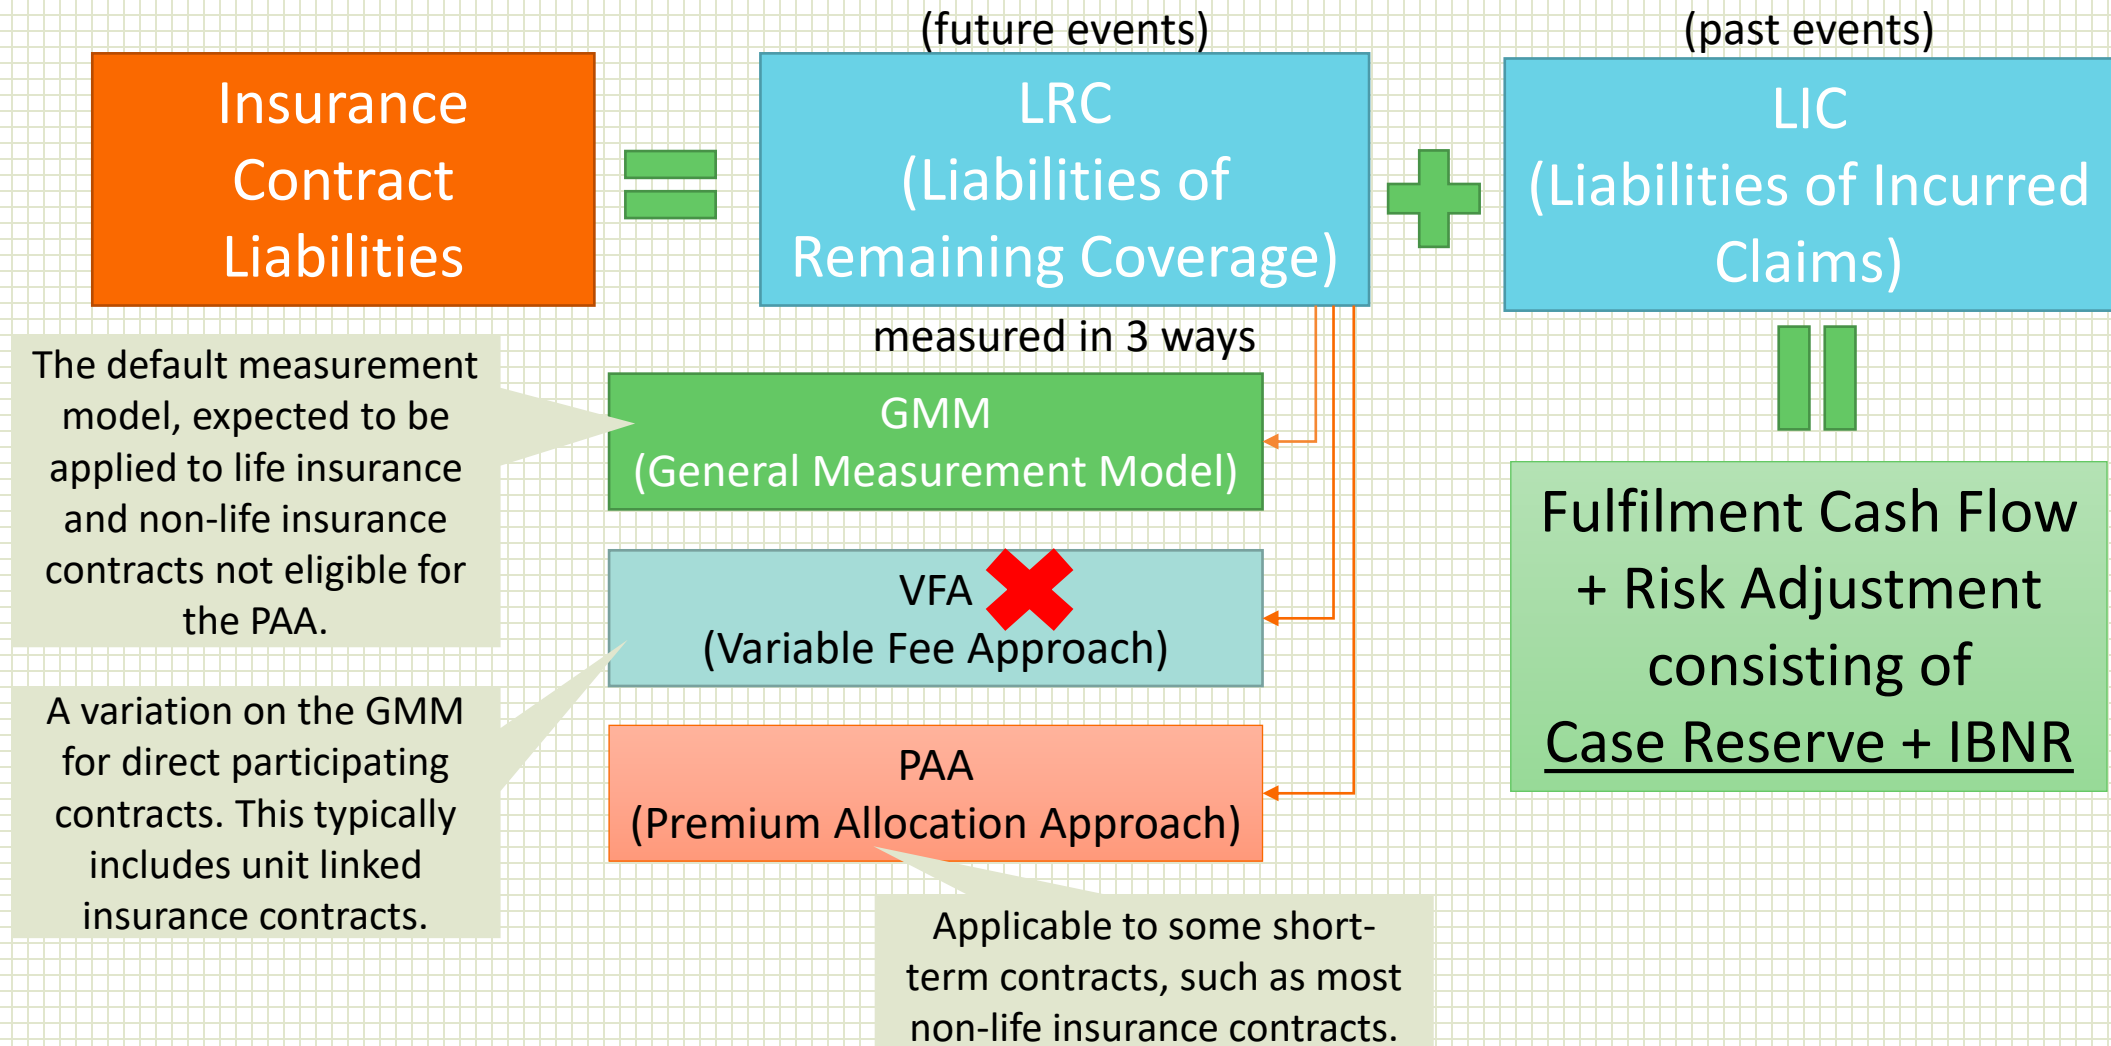 Insurance
Contract
Liabilities
(future events)
LRC
(Liabilities of
Remaining Coverage)
(past events)
LIC
(Liabilities of Incurred
Claims)
measured in 3 ways
The default measurement
model, expected to be
applied to life insurance
and non-life insurance
contracts not eligible for
the PAA.
GMM
(General Measurement Model)
VFA
(Variable Fee Approach)
A variation on the GMM
for direct participating
contracts. This typically
includes unit linked
insurance contracts.
PAA
(Premium Allocation Approach)
Applicable to some short-
term contracts, such as most
non-life insurance contracts.
Fulfilment Cash Flow
+ Risk Adjustment
consisting of
Case Reserve + IBNR